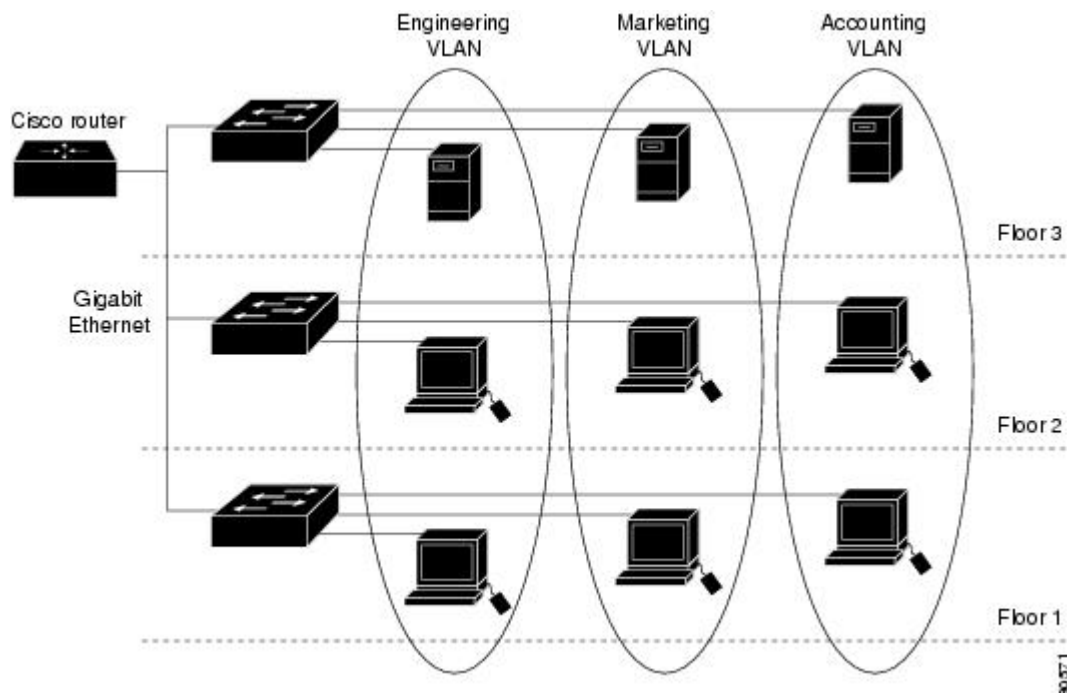 Engineering
VLAN
Marketing
VLAN
Accounting
VLAN
Cisco router
Floor 3
Gigabit
Ethernet
Floor 2
Floor 1